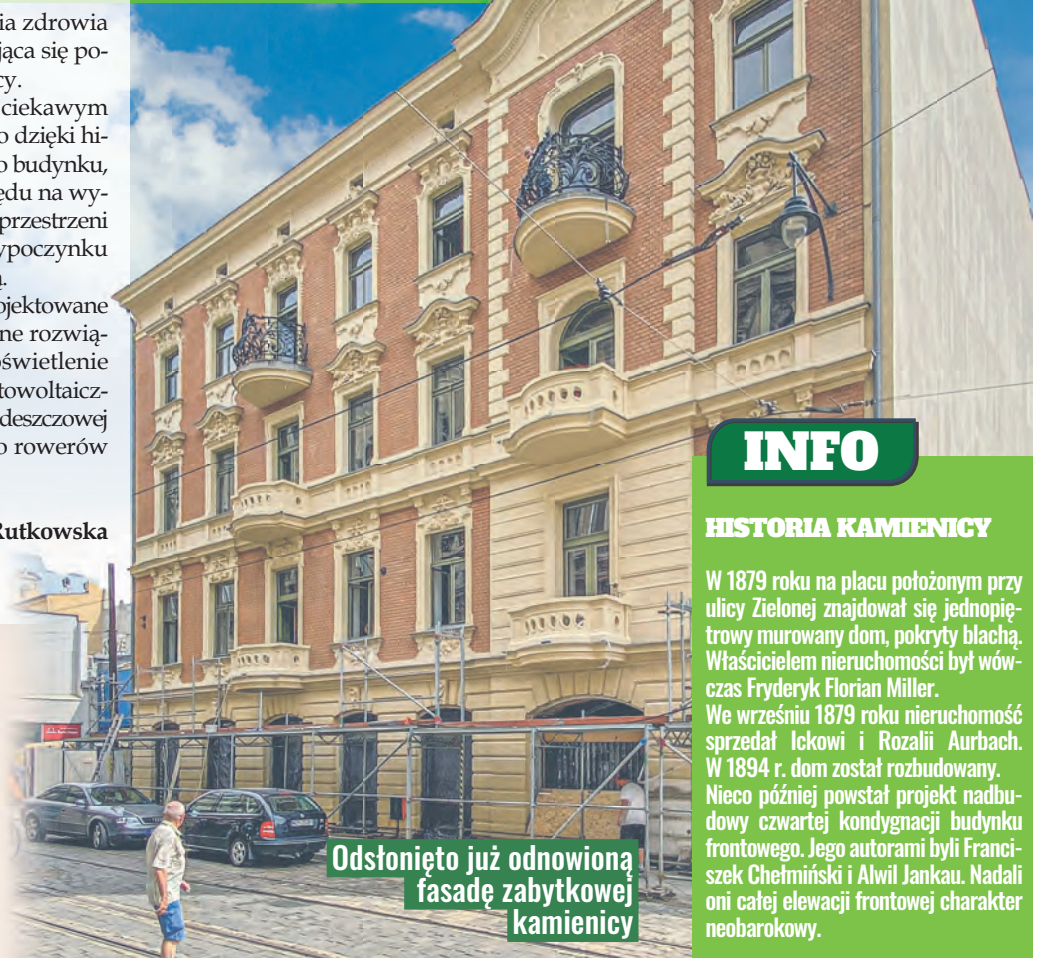 ia zdrowia
jąca się po-
cy.
ciekawym
o dzięki hi-
o budynku,
ędu na wy-
przestrzeni
ypoczynku
ą.
ojektowane
ne rozwią-
oświetlenie
towoltaicz-
deszczowej
o rowerów
Rutkowska
Odsłonięto już odnowioną
fasadę zabytkowej
kamienicy
INFO
HISTORIA KAMIENICY
W 1879 roku na placu położonym przy
ulicy Zielonej znajdował się jednopię-
trowy murowany dom, pokryty blachą.
Właścicielem nieruchomości był wów-
czas Fryderyk Florian Miller.
We wrześniu 1879 roku nieruchomość
sprzedał Ickowi i Rozalii Aurbach.
W 1894 r. dom został rozbudowany.
Nieco później powstał projekt nadbu-
dowy czwartej kondygnacji budynku
frontowego. Jego autorami byli Franci-
szek Chełmiński i Alwil Jankau. Nadali
oni całej elewacji frontowej charakter
neobarokowy.